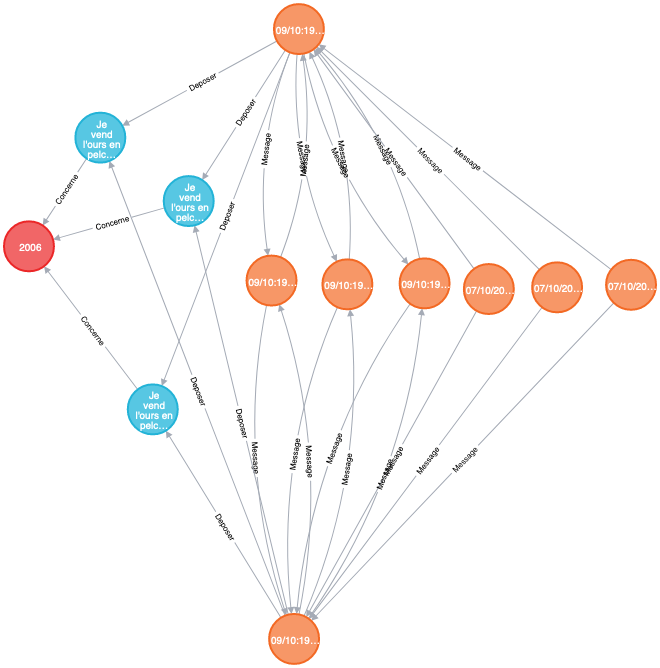 09/10:19...
Deposer
Deposer
Je
vend
l'ours en
pelc...
Message
Message
Message
Message
Message
Message
Message
Message
Message
Concerne
Je
vend
l'ours en
pelc...
Deposer
Concerne
2006
09/10:19...
09/10:19...
09/10:19...
07/10/20...
07/10/20...
07/10/20...
Concerne
Deposer
Je
vend
l'ours en
pelc...
Deposer
Message
Message
Message
Message
Message
Message
Message
Message
Message
Deposer
09/10:19...